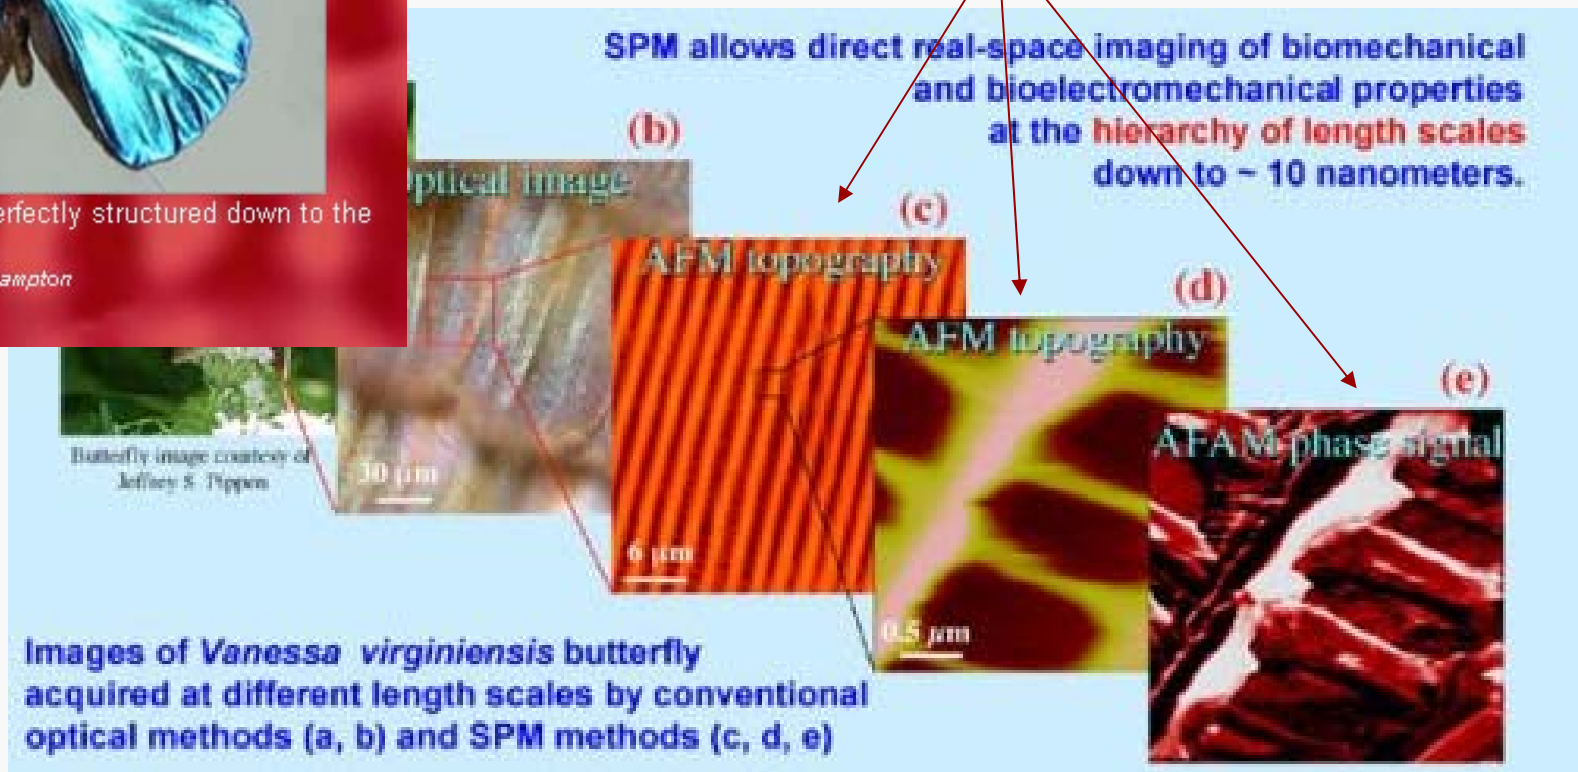 SPM allows direct real-space imaging of biomechanical
and bioelectromechanical properties
at the hierarchy of length scales
down to ~ 10 nanometers.
erfectly structured down to the
ampton
(b)
ptical image
30 µm
(c)
AFM topography
6 µm
(d)
AFM topography
0.5 µm
(e)
AFAM phase signal
Butterfly image courtesy of
Jeffrey S. Pippen
Images of Vanessa virginiensis butterfly
acquired at different length scales by conventional
optical methods (a, b) and SPM methods (c, d, e)